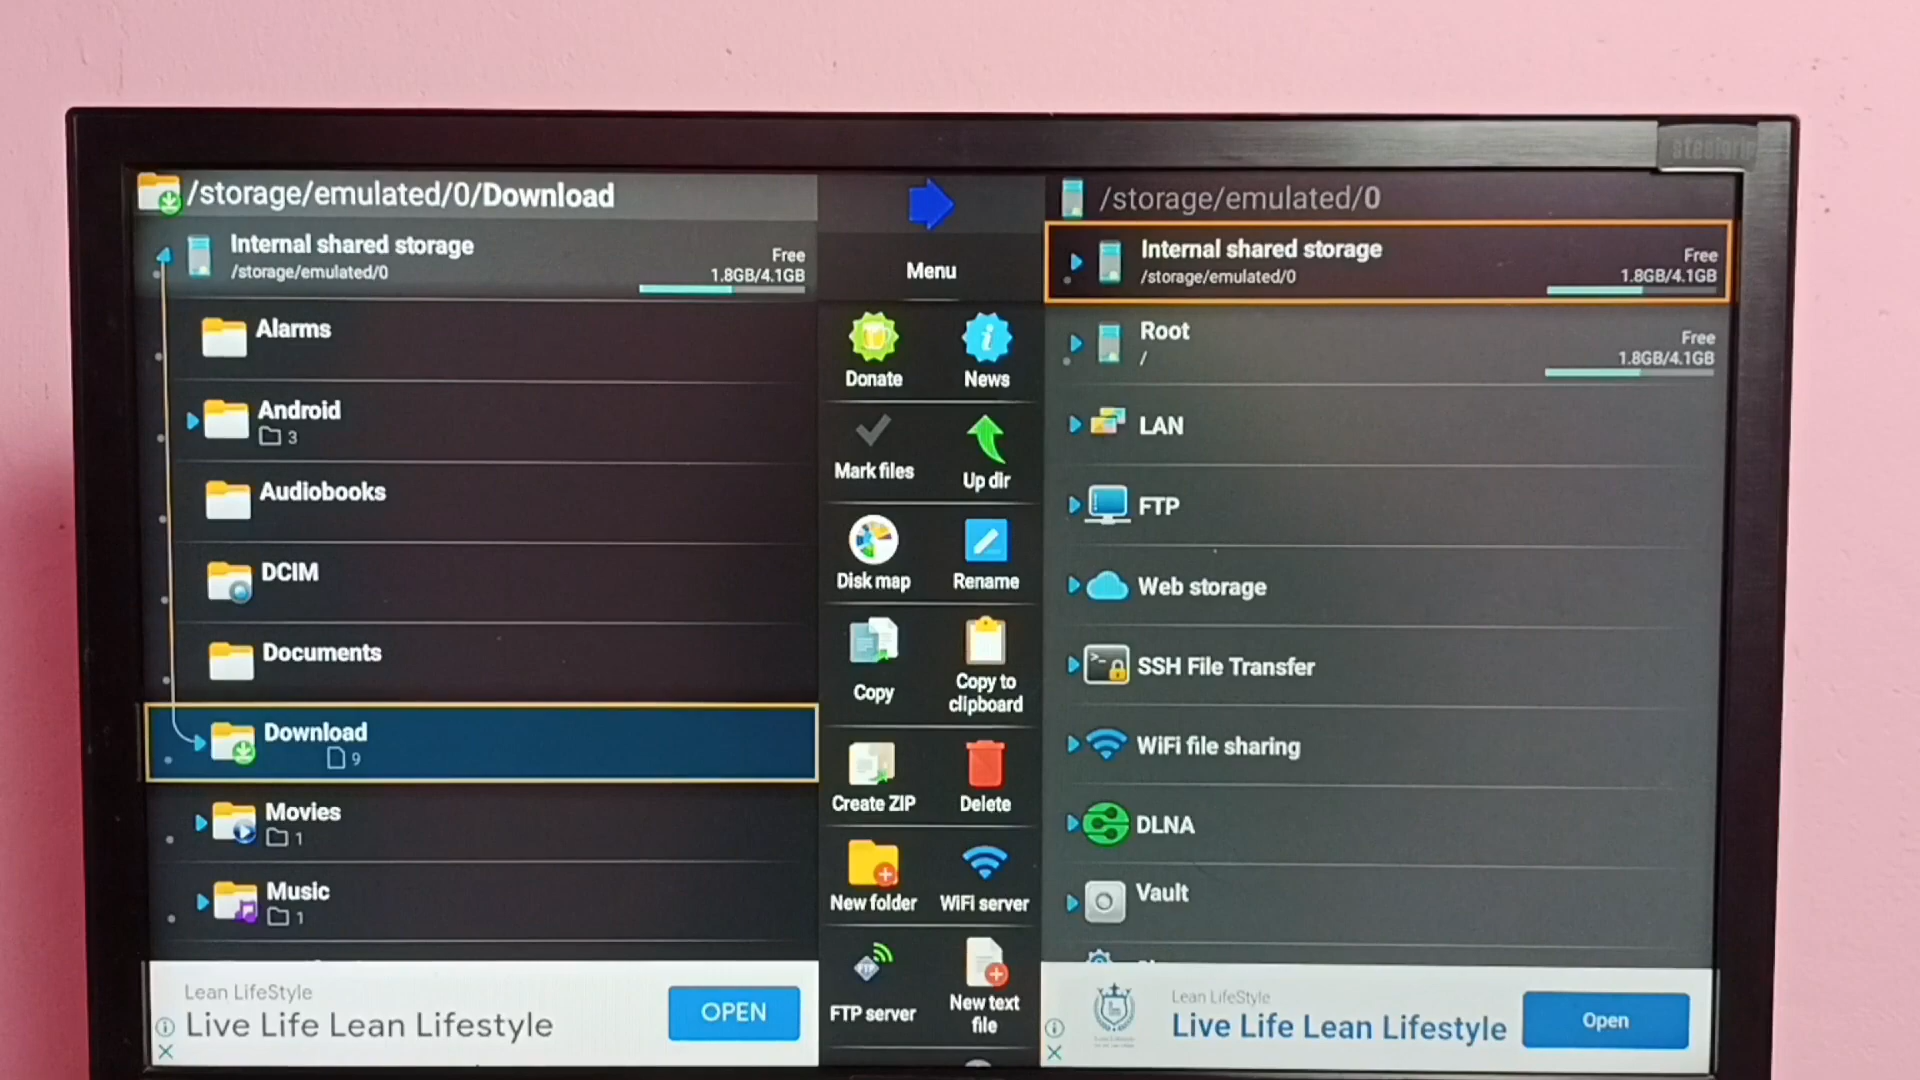 /storage/emulated/0/Download
Internal shared storage
/storage/emulated/0
Free
1.8GB/4.1GB
Alarms
Android
3
Audiobooks
DCIM
Documents
Download
9
Movies
1
Music
1
Lean LifeStyle
Live Life Lean Lifestyle
OPEN
Menu
Donate
News
Mark files
Up dir
Disk map
Rename
Copy
Copy to
clipboard
Create ZIP
Delete
New folder
WiFi server
FTP server
New text
file
/storage/emulated/0
Internal shared storage
/storage/emulated/0
Free
1.8GB/4.1GB
Root
/
Free
1.8GB/4.1GB
LAN
FTP
Web storage
SSH File Transfer
WiFi file sharing
DLNA
Vault
Lean LifeStyle
Live Life Lean Lifestyle
Open